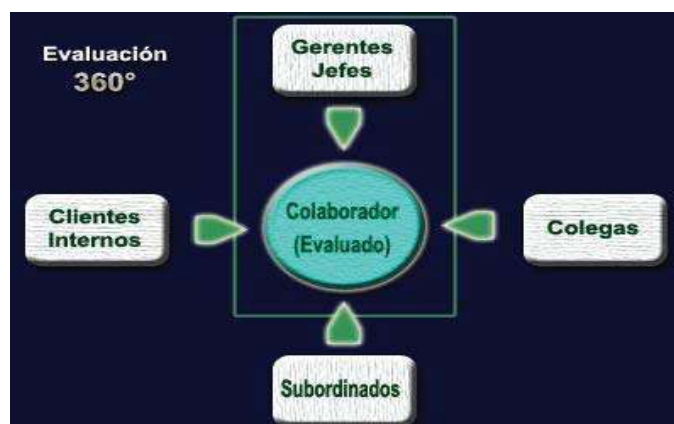 Evaluación
360°
Gerentes
Jefes
Clientes
Internos
Colaborador
(Evaluado)
Colegas
Subordinados